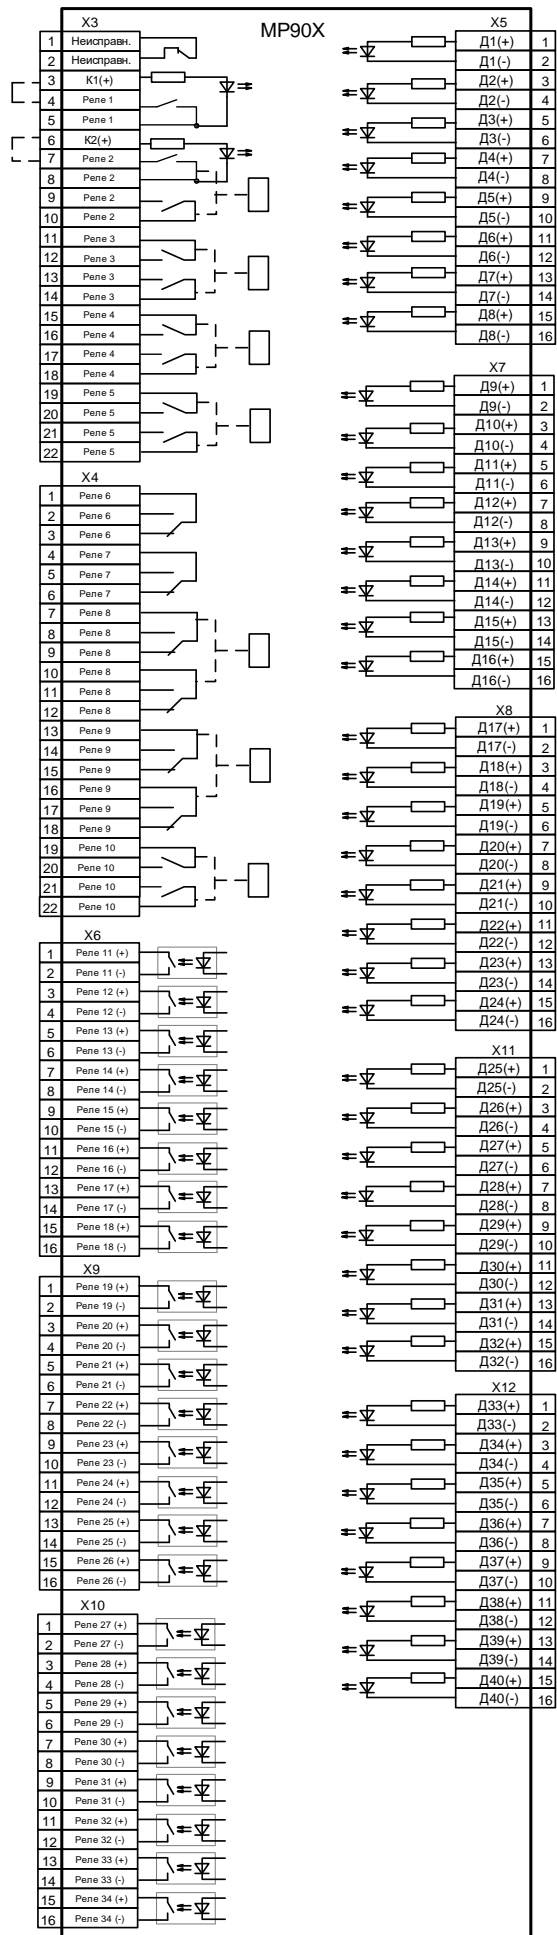 МР90Х
X3
1 Неисправн.
2 Неисправн.
3 К1(+)
4 Реле 1
5 Реле 1
6 К2(+)
7 Реле 2
8 Реле 2
9 Реле 2
10 Реле 2
11 Реле 3
12 Реле 3
13 Реле 3
14 Реле 3
15 Реле 4
16 Реле 4
17 Реле 4
18 Реле 4
19 Реле 5
20 Реле 5
21 Реле 5
22 Реле 5
X4
1 Реле 6
2 Реле 6
3 Реле 6
4 Реле 7
5 Реле 7
6 Реле 7
7 Реле 8
8 Реле 8
9 Реле 8
10 Реле 8
11 Реле 8
12 Реле 8
13 Реле 9
14 Реле 9
15 Реле 9
16 Реле 9
17 Реле 9
18 Реле 9
19 Реле 10
20 Реле 10
21 Реле 10
22 Реле 10
X6
1 Реле 11 (+)
2 Реле 11 (-)
3 Реле 12 (+)
4 Реле 12 (-)
5 Реле 13 (+)
6 Реле 13 (-)
7 Реле 14 (+)
8 Реле 14 (-)
9 Реле 15 (+)
10 Реле 15 (-)
11 Реле 16 (+)
12 Реле 16 (-)
13 Реле 17 (+)
14 Реле 17 (-)
15 Реле 18 (+)
16 Реле 18 (-)
X9
1 Реле 19 (+)
2 Реле 19 (-)
3 Реле 20 (+)
4 Реле 20 (-)
5 Реле 21 (+)
6 Реле 21 (-)
7 Реле 22 (+)
8 Реле 22 (-)
9 Реле 23 (+)
10 Реле 23 (-)
11 Реле 24 (+)
12 Реле 24 (-)
13 Реле 25 (+)
14 Реле 25 (-)
15 Реле 26 (+)
16 Реле 26 (-)
X10
1 Реле 27 (+)
2 Реле 27 (-)
3 Реле 28 (+)
4 Реле 28 (-)
5 Реле 29 (+)
6 Реле 29 (-)
7 Реле 30 (+)
8 Реле 30 (-)
9 Реле 31 (+)
10 Реле 31 (-)
11 Реле 32 (+)
12 Реле 32 (-)
13 Реле 33 (+)
14 Реле 33 (-)
15 Реле 34 (+)
16 Реле 34 (-)
X5
Д1(+) 1
Д1(-) 2
Д2(+) 3
Д2(-) 4
Д3(+) 5
Д3(-) 6
Д4(+) 7
Д4(-) 8
Д5(+) 9
Д5(-) 10
Д6(+) 11
Д6(-) 12
Д7(+) 13
Д7(-) 14
Д8(+) 15
Д8(-) 16
X7
Д9(+) 1
Д9(-) 2
Д10(+) 3
Д10(-) 4
Д11(+) 5
Д11(-) 6
Д12(+) 7
Д12(-) 8
Д13(+) 9
Д13(-) 10
Д14(+) 11
Д14(-) 12
Д15(+) 13
Д15(-) 14
Д16(+) 15
Д16(-) 16
X8
Д17(+) 1
Д17(-) 2
Д18(+) 3
Д18(-) 4
Д19(+) 5
Д19(-) 6
Д20(+) 7
Д20(-) 8
Д21(+) 9
Д21(-) 10
Д22(+) 11
Д22(-) 12
Д23(+) 13
Д23(-) 14
Д24(+) 15
Д24(-) 16
X11
Д25(+) 1
Д25(-) 2
Д26(+) 3
Д26(-) 4
Д27(+) 5
Д27(-) 6
Д28(+) 7
Д28(-) 8
Д29(+) 9
Д29(-) 10
Д30(+) 11
Д30(-) 12
Д31(+) 13
Д31(-) 14
Д32(+) 15
Д32(-) 16
X12
Д33(+) 1
Д33(-) 2
Д34(+) 3
Д34(-) 4
Д35(+) 5
Д35(-) 6
Д36(+) 7
Д36(-) 8
Д37(+) 9
Д37(-) 10
Д38(+) 11
Д38(-) 12
Д39(+) 13
Д39(-) 14
Д40(+) 15
Д40(-) 16